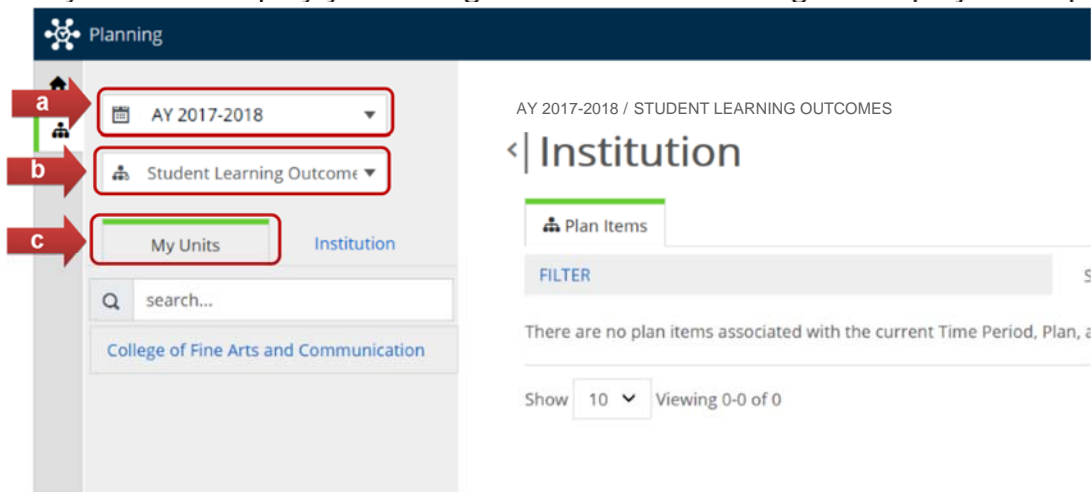 Planning
a
AY 2017-2018
b
Student Learning Outcome
c
My Units
Institution
search...
College of Fine Arts and Communication
AY 2017-2018 / STUDENT LEARNING OUTCOMES
Institution
Plan Items
FILTER
There are no plan items associated with the current Time Period, Plan,
Show 10 Viewing 0-0 of 0